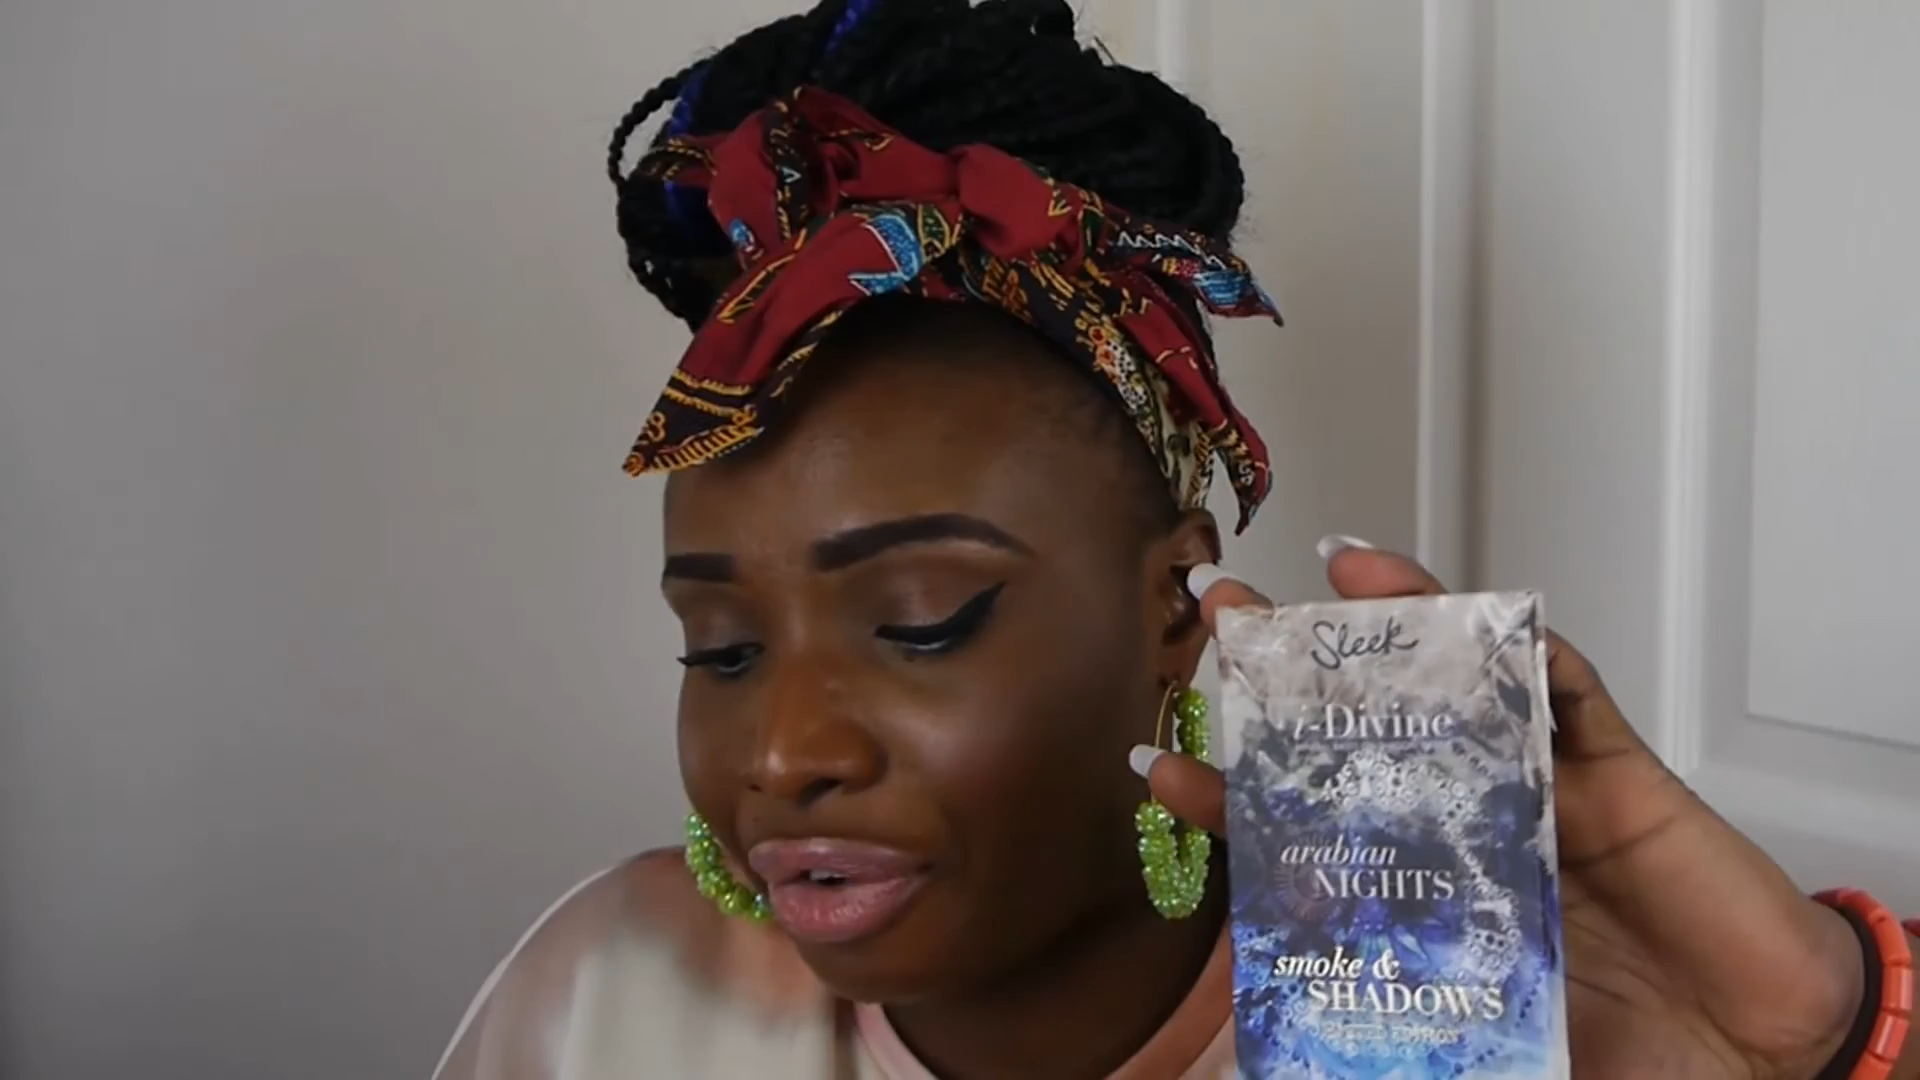 Sleek
i-Divine
arabian
NIGHTS
smoke &
SHADOWS